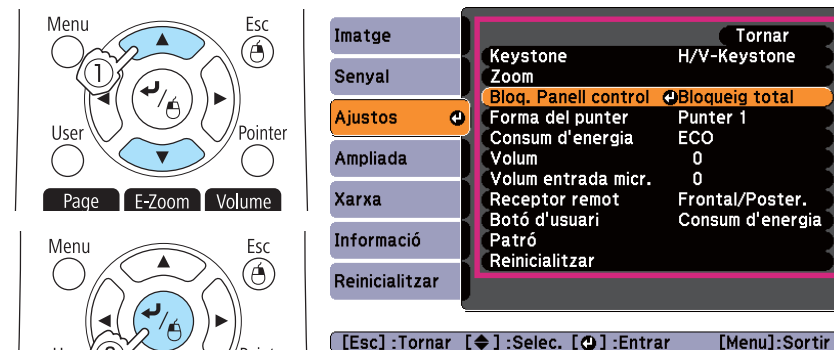 Menu
Esc
1
User
Pointer
Page
E-Zoom
Volume
Menu
Esc
Imatge
Senyal
Ajustos
Ampliada
Xarxa
Informació
Reinicialitzar
Tornar
Keystone H/V-Keystone
Zoom
Bloq. Panell control Bloqueig total
Forma del punter Punter 1
Consum d'energia ECO
Volum 0
Volum entrada micr. 0
Receptor remot Frontal/Poster.
Botó d'usuari Consum d'energia
Patró
Reinicialitzar
[Esc] :Tornar [◆] :Selec. [⏎] :Entrar [Menu]:Sortir